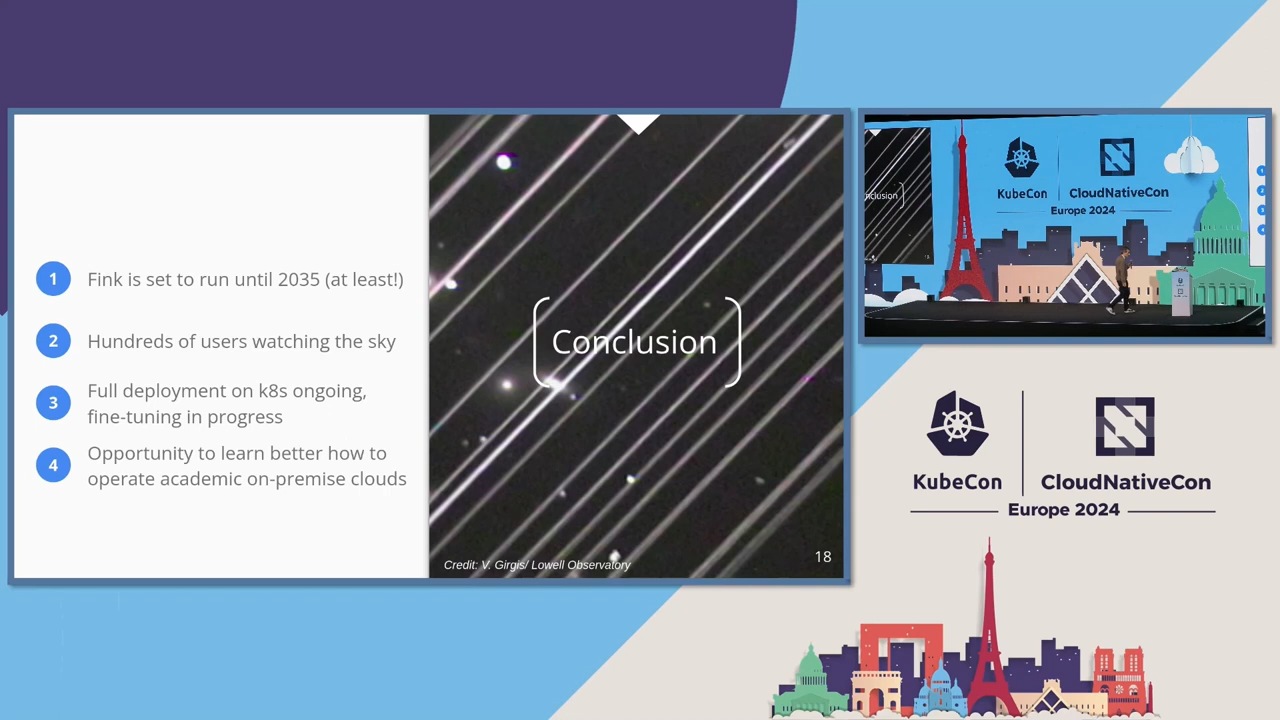 1 Fink is set to run until 2035 (at least!)
2 Hundreds of users watching the sky
3 Full deployment on k8s ongoing,
fine-tuning in progress
4 Opportunity to learn better how to
operate academic on-premise clouds
Conclusion
Credit: V. Girgis/ Lowell Observatory
18
nclusion
KubeCon
CloudNativeCon
Europe 2024
KubeCon
CloudNativeCon
Europe 2024